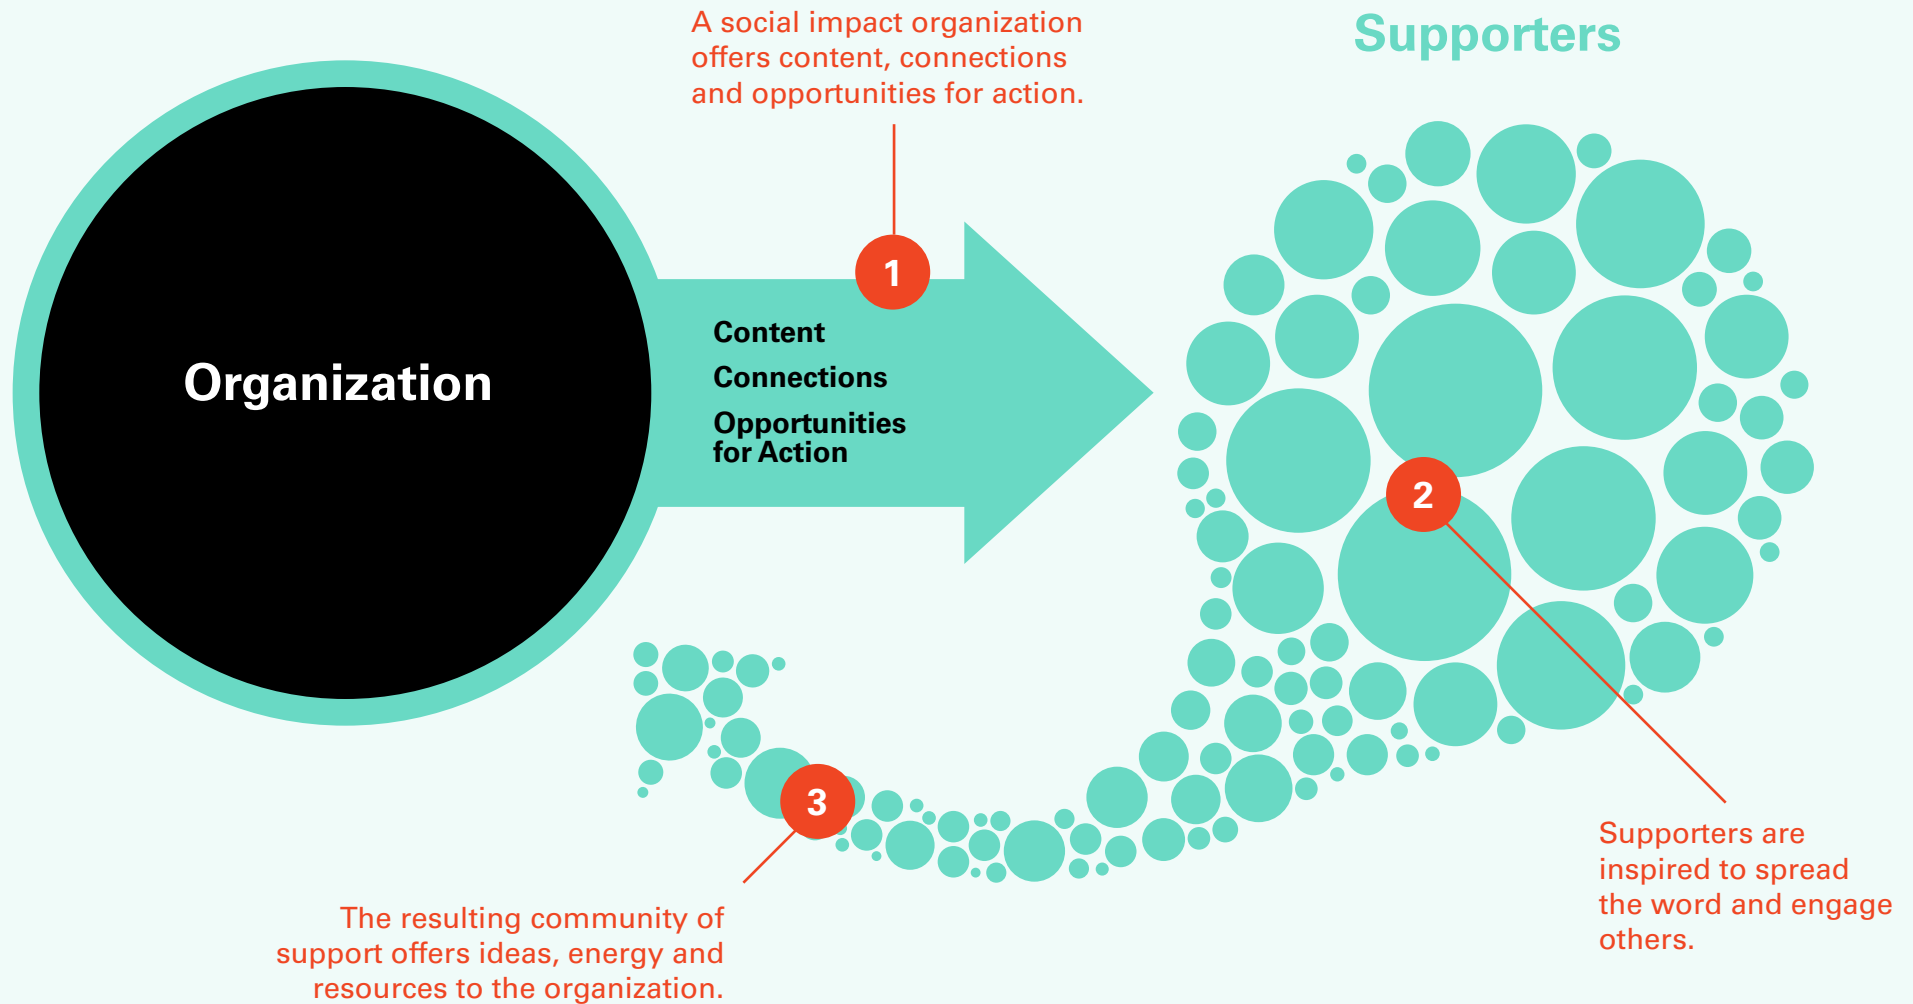 A social impact organization
offers content, connections
and opportunities for action.
Supporters
1
Organization
Content
Connections
Opportunities
for Action
2
3
Supporters are
inspired to spread
the word and engage
others.
The resulting community of
support offers ideas, energy and
resources to the organization.